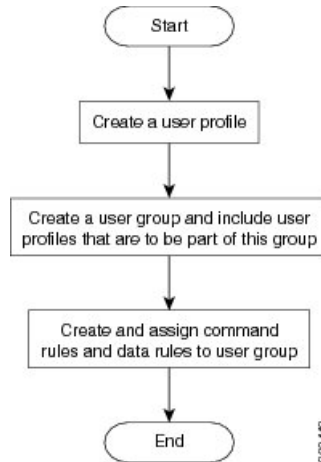 Start
Create a user profile
Create a user group and include user
profiles that are to be part of this group
Create and assign command
rules and data rules to user group
End